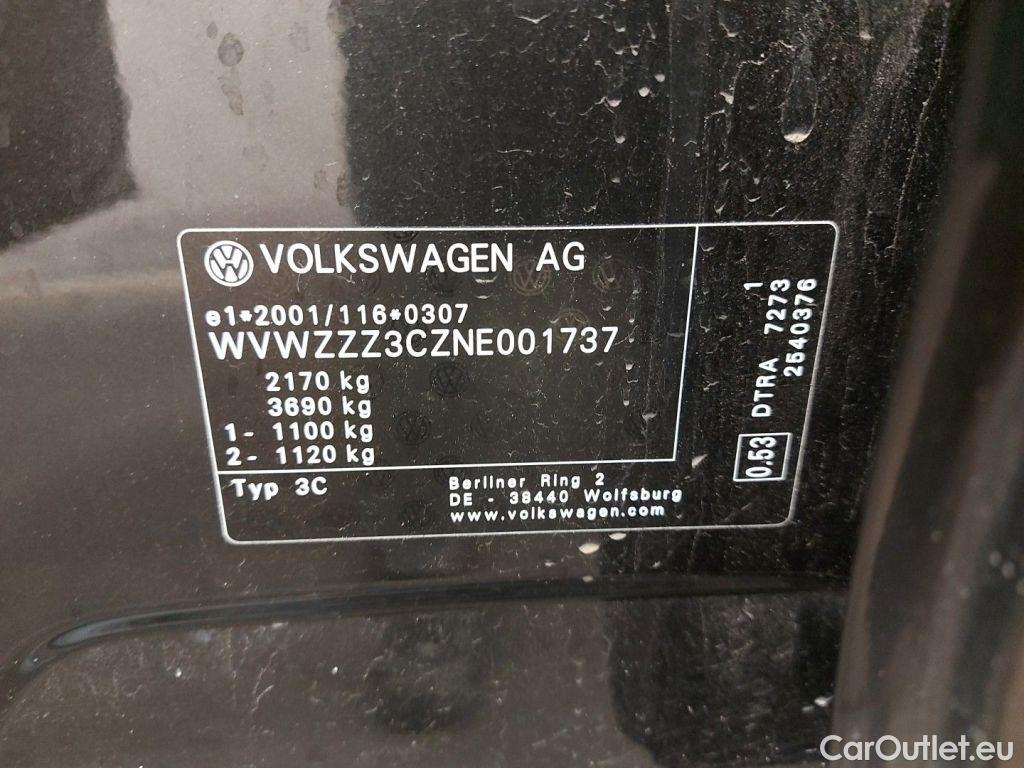 VOLKSWAGEN AG
e1*2001/116*0307
WVWZZZ3CZNE001737
2170 kg
3690 kg
1- 1100 kg
2- 1120 kg
Typ 3C
Berliner Ring 2
DE - 38440 Wolfsburg
www.volkswagen.com
0.53 DTRA 7273 1
2540376
CarOutlet.eu